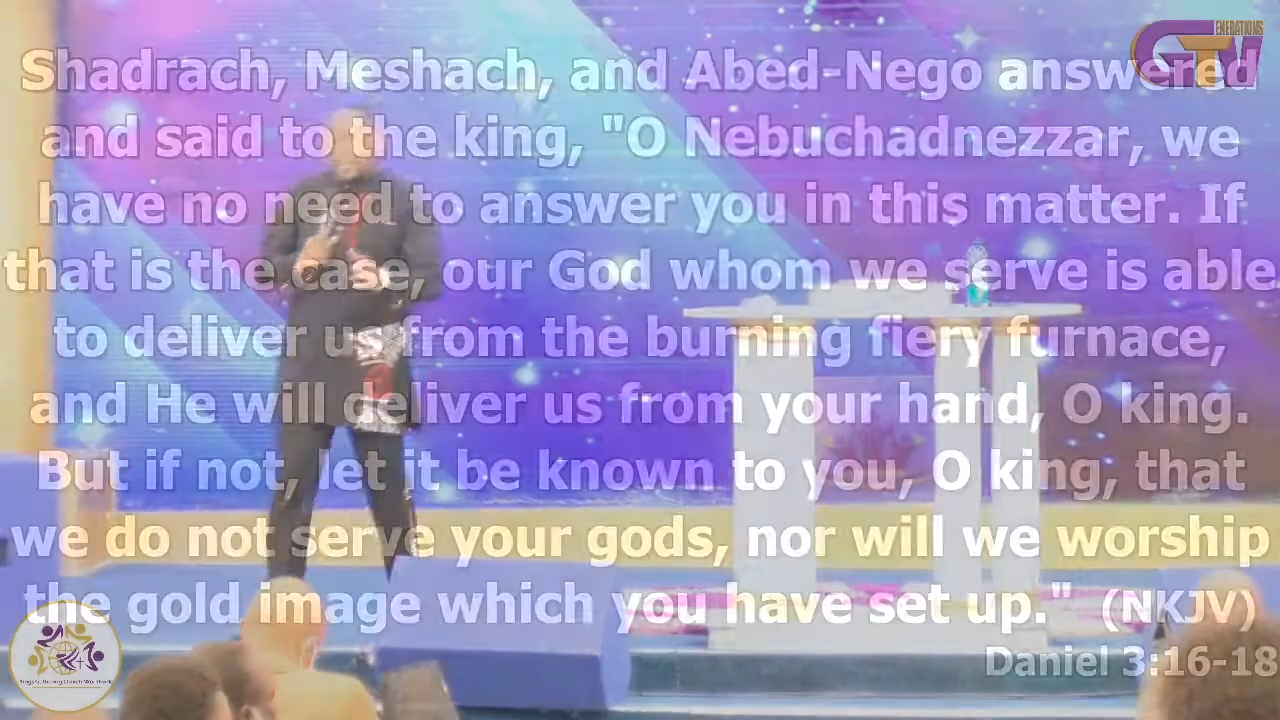 GTV
ENERATIONS
Shadrach, Meshach, and Abed-Nego answered
and said to the king, "O Nebuchadnezzar, we
have no need to answer you in this matter. If
that is the case, our God whom we serve is able
to deliver us from the burning fiery furnace,
and He will deliver us from your hand, O king.
But if not, let it be known to you, O king, that
we do not serve your gods, nor will we worship
the gold image which you have set up." (NKJV)
Daniel 3:16-18